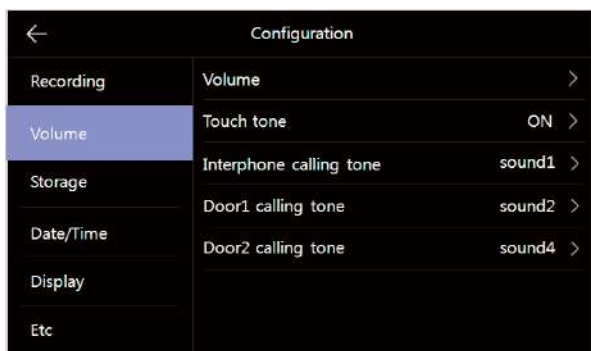 Configuration
Recording
Volume
Storage
Date/Time
Display
Etc
Volume
Touch tone ON
Interphone calling tone sound1
Door1 calling tone sound2
Door2 calling tone sound4